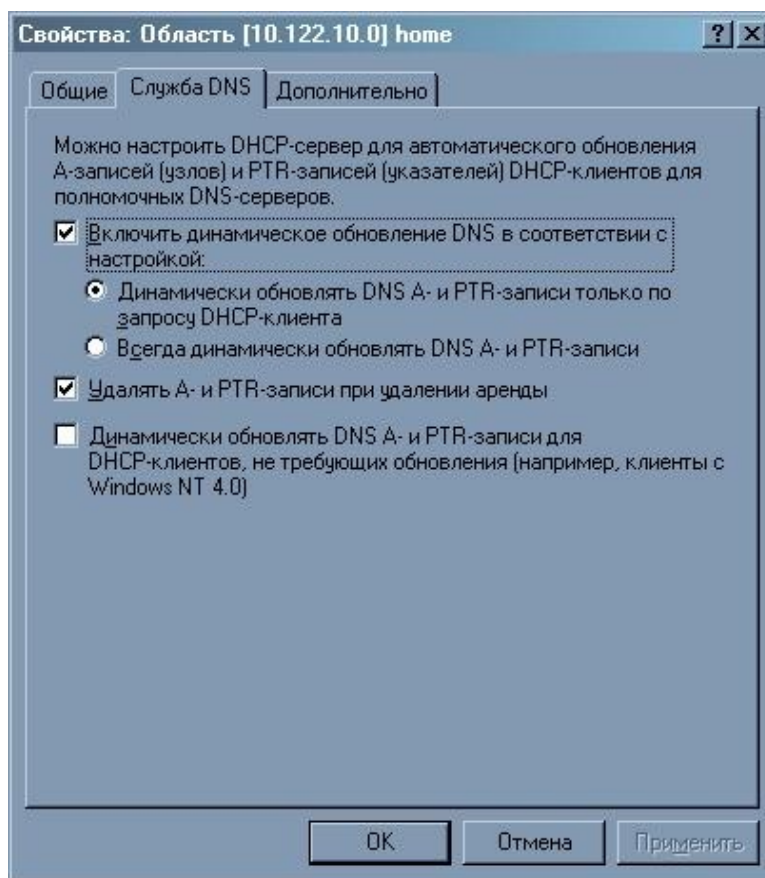 Свойства: Область [10.122.10.0] home
Общие Служба DNS Дополнительно
Можно настроить DHCP-сервер для автоматического обновления
A-записей (узлов) и PTR-записей (указателей) DHCP-клиентов для
полномочных DNS-серверов.
Включить динамическое обновление DNS в соответствии с
настройкой:
Динамически обновлять DNS A- и PTR-записи только по
запросу DHCP-клиента
Всегда динамически обновлять DNS A- и PTR-записи
Удалять A- и PTR-записи при удалении аренды
Динамически обновлять DNS A- и PTR-записи для
DHCP-клиентов, не требующих обновления (например, клиенты с
Windows NT 4.0)
OK Отмена Применить